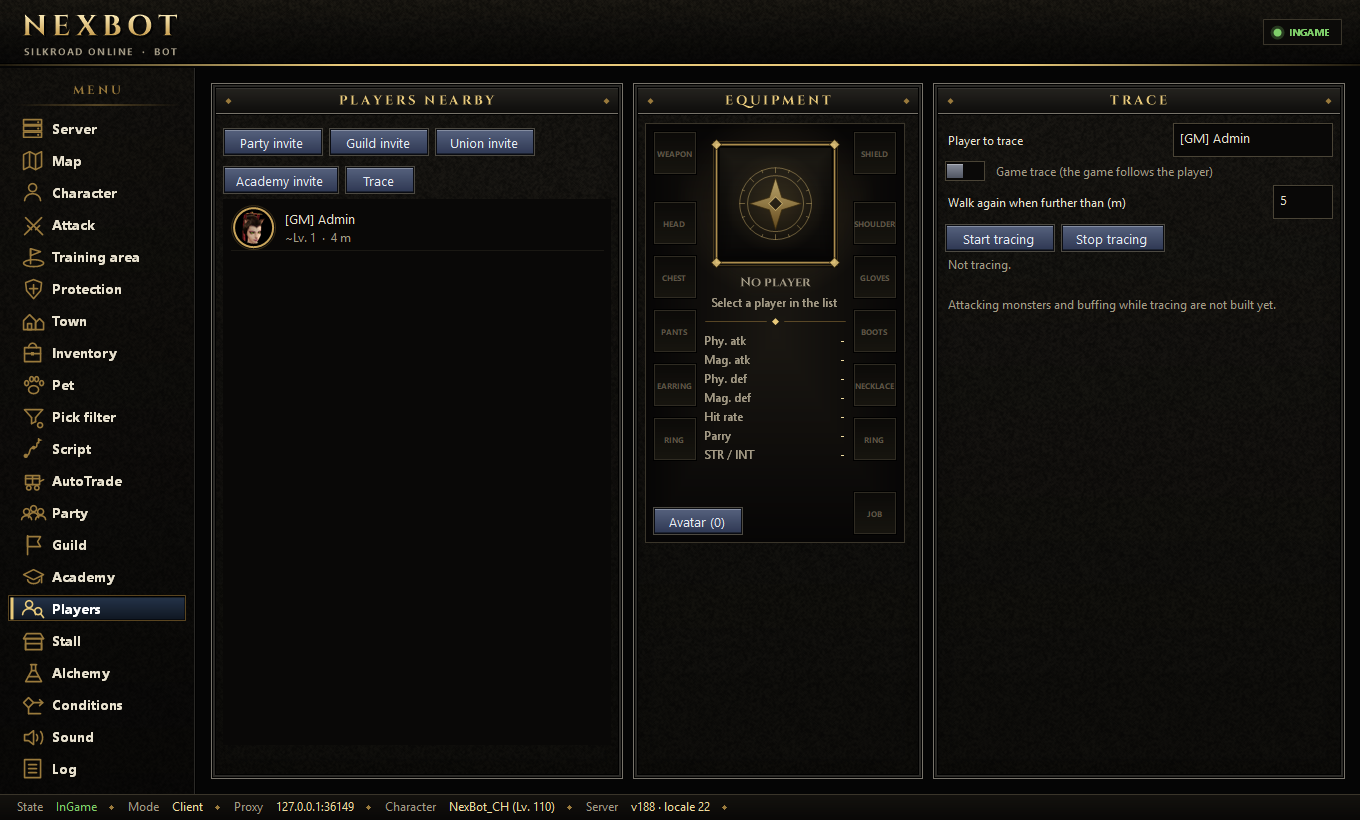 NEXBOT
SILKROAD ONLINE · BOT
INGAME
MENU
Server
Map
Character
Attack
Training area
Protection
Town
Inventory
Pet
Pick filter
Script
AutoTrade
Party
Guild
Academy
Players
Stall
Alchemy
Conditions
Sound
Log
PLAYERS NEARBY
Party invite Guild invite Union invite
Academy invite Trace
[GM] Admin
~Lv. 1 · 4 m
EQUIPMENT
WEAPON SHIELD
HEAD SHOULDER
CHEST GLOVES
NO PLAYER
Select a player in the list
PANTS BOOTS
Phy. atk -
Mag. atk -
Phy. def -
EARRING NECKLACE
Mag. def -
Hit rate -
Parry -
RING RING
STR / INT -
Avatar (0) JOB
TRACE
Player to trace [GM] Admin
Game trace (the game follows the player)
Walk again when further than (m) 5
Start tracing Stop tracing
Not tracing.
Attacking monsters and buffing while tracing are not built yet.
State InGame Mode Client Proxy 127.0.0.1:36149 Character NexBot_CH (Lv. 110) Server v188 · locale 22